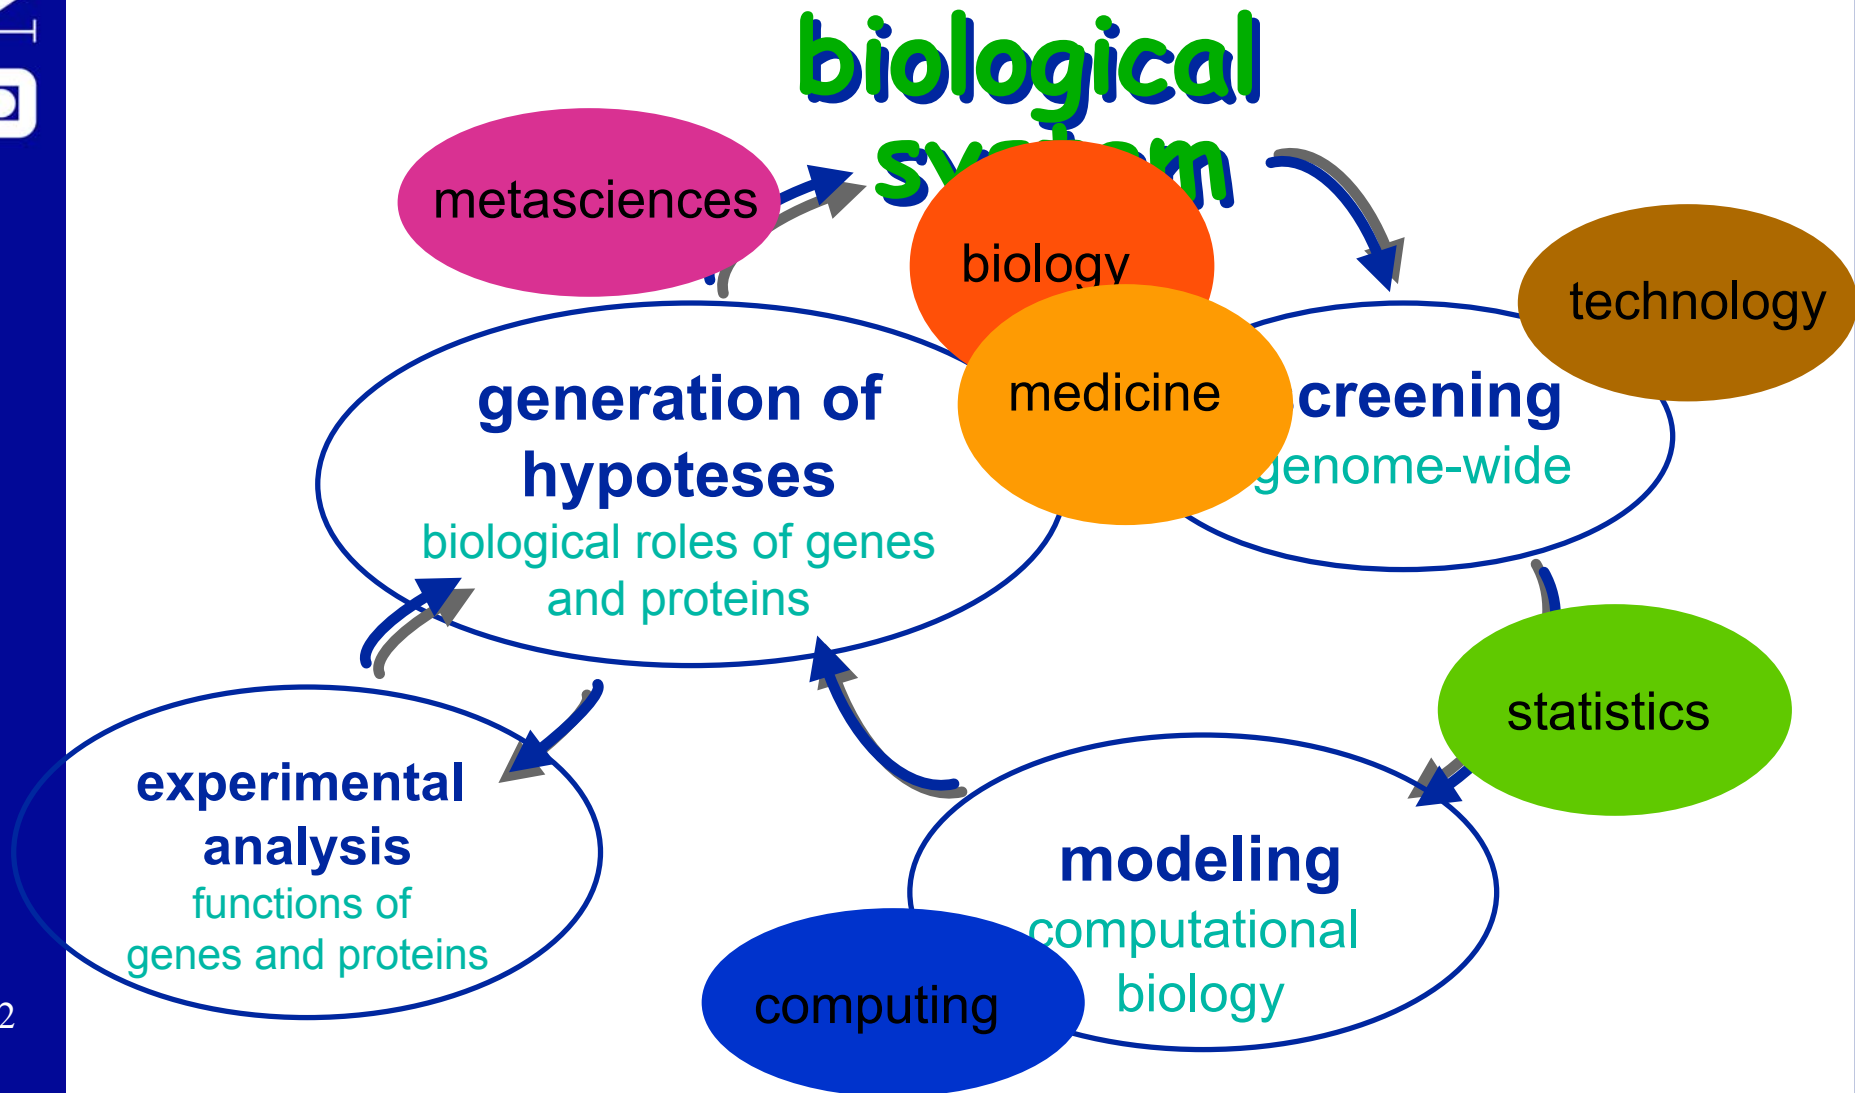 biological
metasciences
biology
technology
medicine
generation of
hypoteses
biological roles of genes
and proteins
creening
genome-wide
statistics
experimental
analysis
functions of
genes and proteins
modeling
computational
biology
computing
2